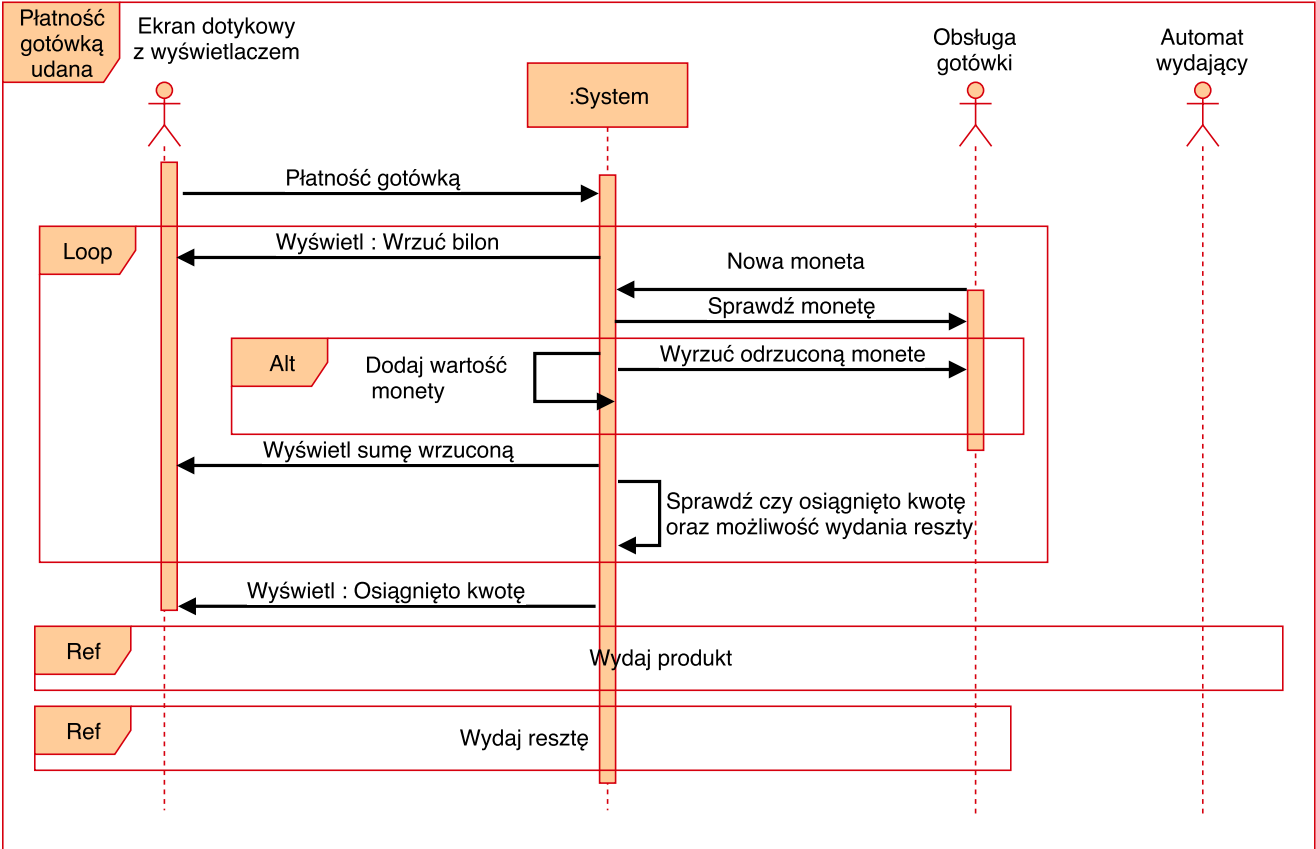 Płatność
gotówką
udana
Ekran dotykowy
z wyświetlaczem
:System
Obsługa
gotówki
Automat
wydający
Płatność gotówką
Loop
Wyświetl : Wrzuć bilon
Nowa moneta
Sprawdź monetę
Alt
Dodaj wartość
monety
Wyrzuć odrzuconą monete
Wyświetl sumę wrzuconą
Sprawdź czy osiągnięto kwotę
oraz możliwość wydania reszty
Wyświetl : Osiągnięto kwotę
Ref
Wydaj produkt
Ref
Wydaj resztę